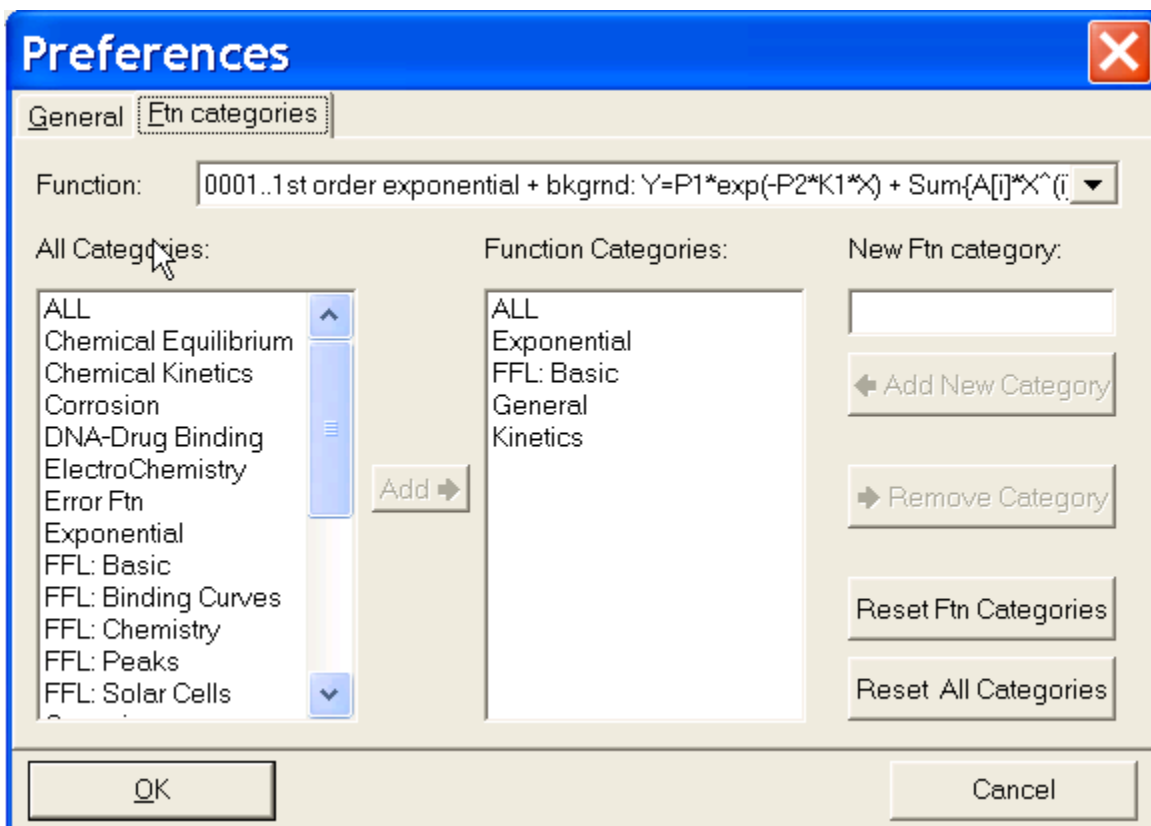 Preferences
General
Ftn categories
Function:
0001..1st order exponential + bkgrnd: Y=P1*exp(-P2*K1*X) + Sum{A[i]*X^(i)
All Categories:
Function Categories:
New Ftn category:
ALL
Chemical Equilibrium
Chemical Kinetics
Corrosion
DNA-Drug Binding
ElectroChemistry
Error Ftn
Exponential
FFL: Basic
FFL: Binding Curves
FFL: Chemistry
FFL: Peaks
FFL: Solar Cells
Add
ALL
Exponential
FFL: Basic
General
Kinetics
Add New Category
Remove Category
Reset Ftn Categories
Reset All Categories
OK
Cancel